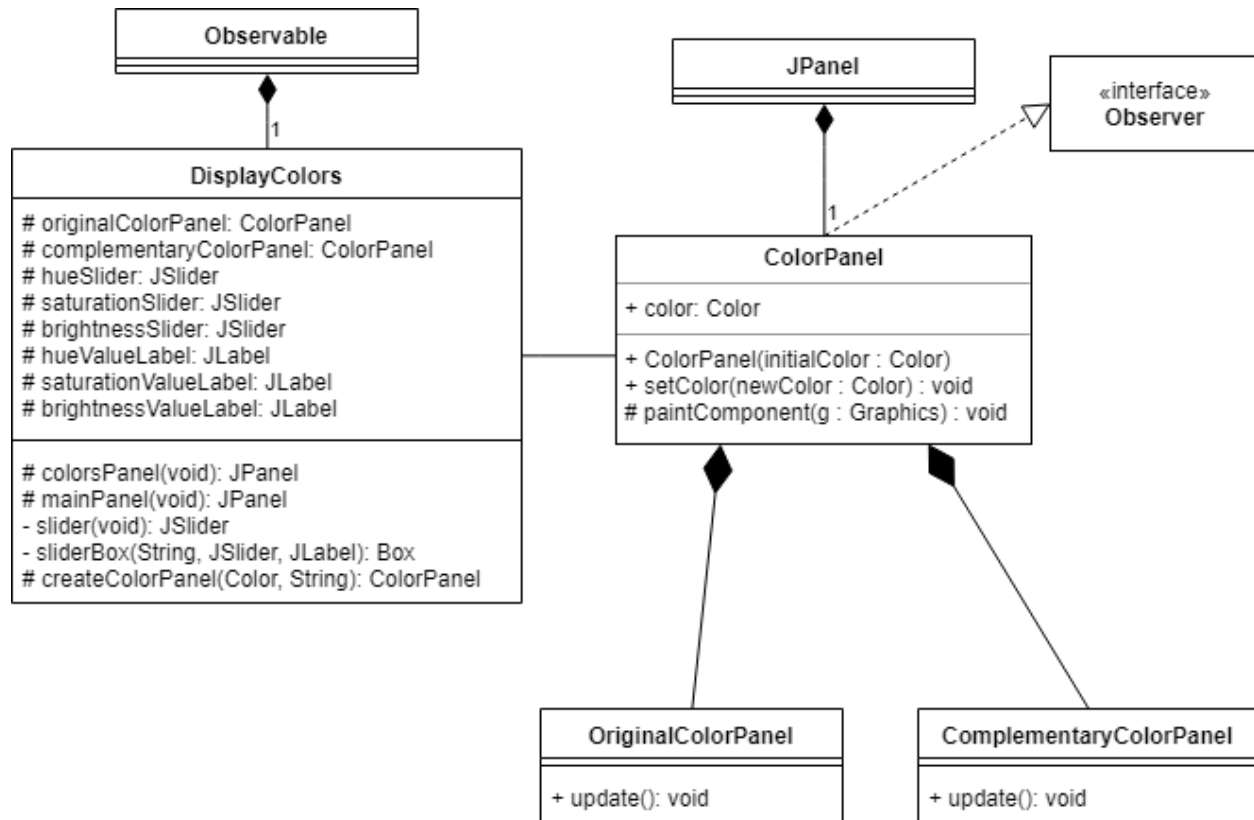 Observable
1
DisplayColors
# originalColorPanel: ColorPanel
# complementaryColorPanel: ColorPanel
# hueSlider: JSlider
# saturationSlider: JSlider
# brightnessSlider: JSlider
# hueValueLabel: JLabel
# saturationValueLabel: JLabel
# brightnessValueLabel: JLabel
# colorsPanel(void): JPanel
# mainPanel(void): JPanel
- slider(void): JSlider
- sliderBox(String, JSlider, JLabel): Box
# createColorPanel(Color, String): ColorPanel
JPanel
1
«interface»
Observer
ColorPanel
+ color: Color
+ ColorPanel(initialColor : Color)
+ setColor(newColor : Color) : void
# paintComponent(g : Graphics) : void
OriginalColorPanel
+ update(): void
ComplementaryColorPanel
+ update(): void